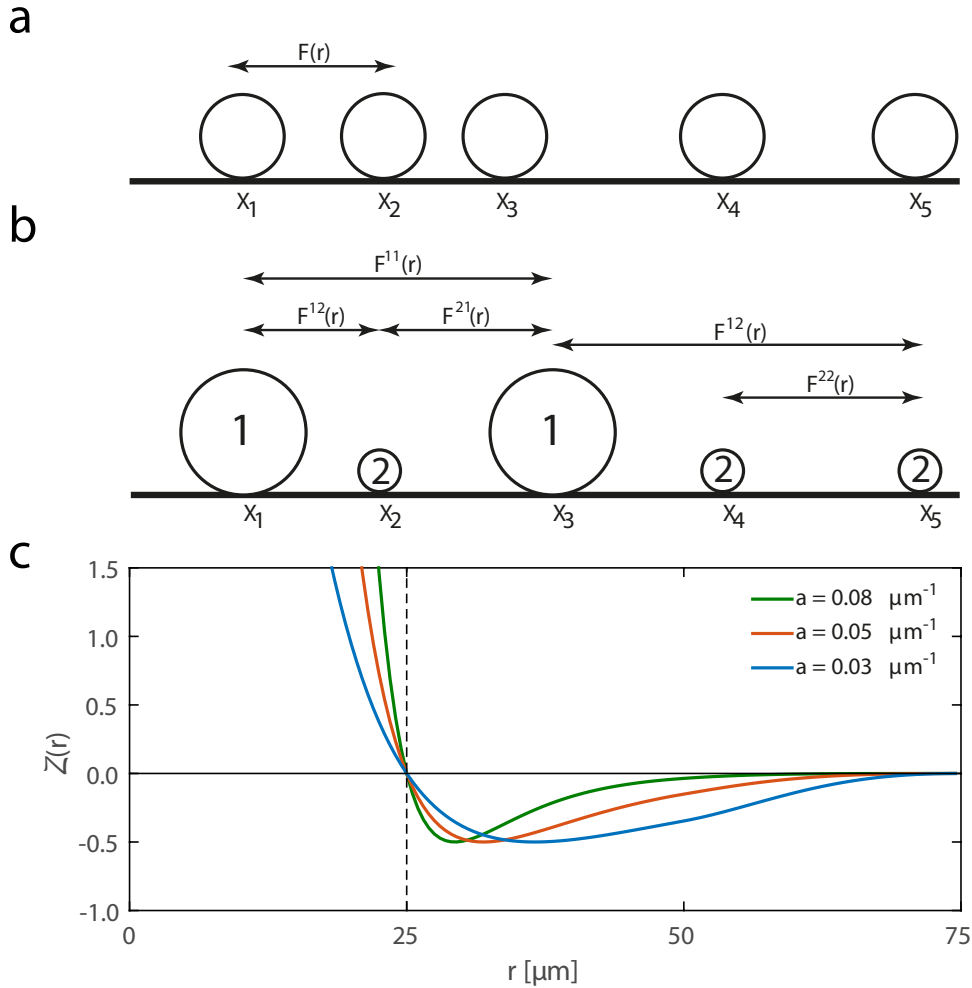 a
F(r)
X1 X2 X3 X4 X5
b
F11(r)
F12(r) F21(r) F12(r)
F22(r)
1 2 1 2 2
X1 X2 X3 X4 X5
c
1.5
1.0
0.5
0.0
-0.5
-1.0
Z(r)
a = 0.08 μm-1
a = 0.05 μm-1
a = 0.03 μm-1
0 25 50 75
r [μm]